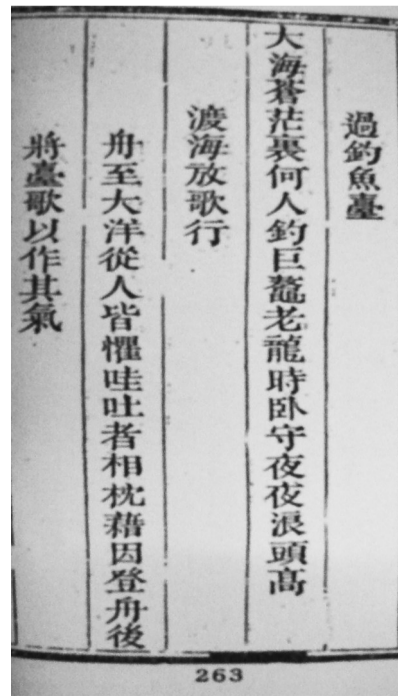 過釣魚臺
大海蒼茫裏何人釣巨鼇老龍時卧守夜夜浪頭高
渡海放歌行
舟至大洋從人皆懼哇吐者相枕藉因登舟後
將臺歌以作其氣
263